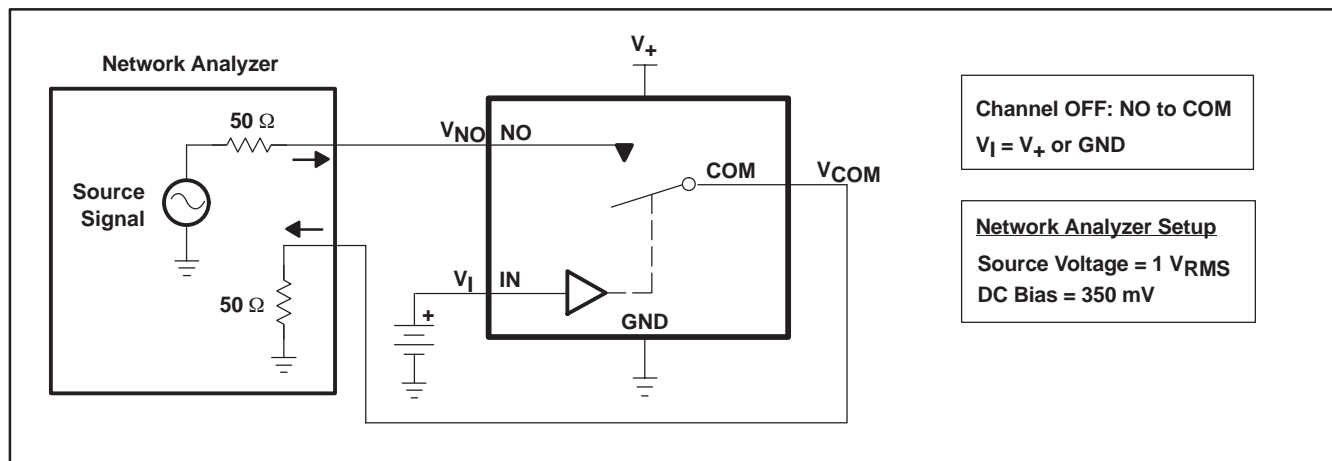 Network Analyzer
50 Ω
Source
Signal
50 Ω
V+
VNO NO
COM
VCOM
VI IN
+
GND
Channel OFF: NO to COM
VI = V+ or GND
Network Analyzer Setup
Source Voltage = 1 VRMS
DC Bias = 350 mV